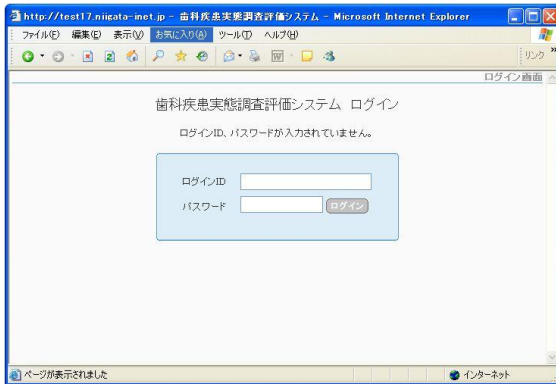 http://test17.niigata-inet.jp - 歯科疾患実態調査評価システム - Microsoft Internet Explorer
ファイル(F) 編集(E) 表示(V) お気に入り(A) ツール(T) ヘルプ(H)
リンク »
ログイン画面
歯科疾患実態調査評価システム ログイン
ログインID、パスワードが入力されていません。
ログインID
パスワード ログイン
ページが表示されました インターネット